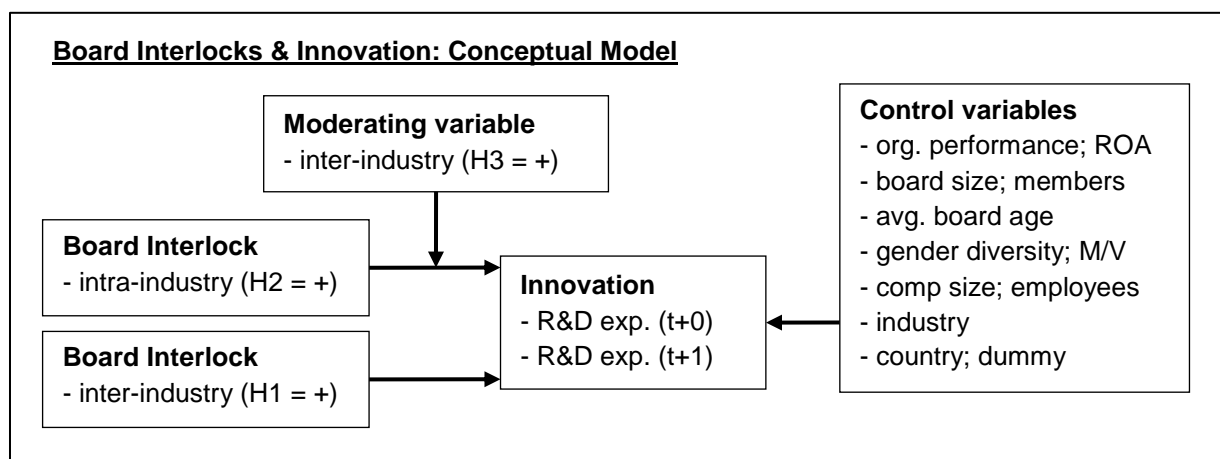 Board Interlocks & Innovation: Conceptual Model
Moderating variable
- inter-industry (H3 = +)
Board Interlock
- intra-industry (H2 = +)
Board Interlock
- inter-industry (H1 = +)
Innovation
- R&D exp. (t+0)
- R&D exp. (t+1)
Control variables
- org. performance; ROA
- board size; members
- avg. board age
- gender diversity; M/V
- comp size; employees
- industry
- country; dummy